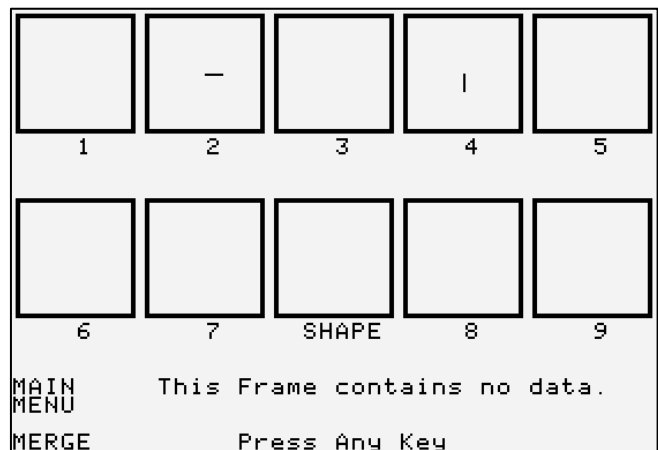 1 2 3 4 5
6 7 SHAPE 8 9
MAIN This Frame contains no data.
MENU
MERGE Press Any Key